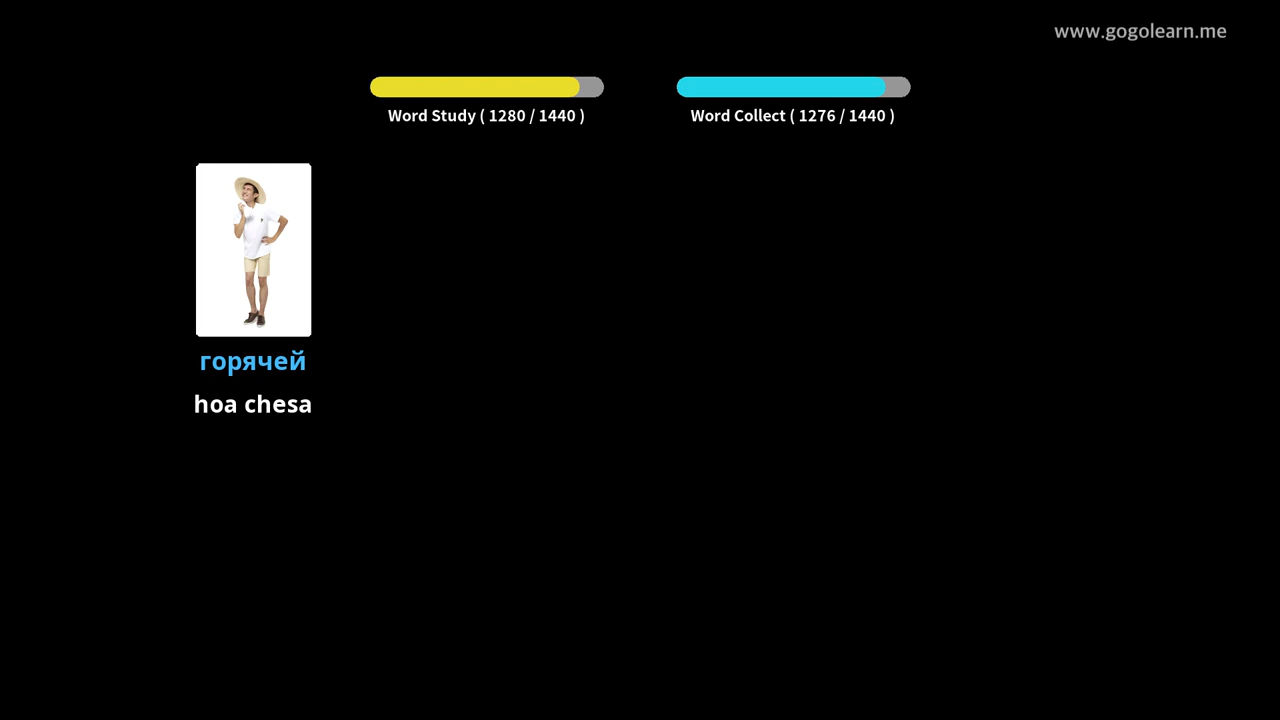 www.gogolearn.me
Word Study ( 1280 / 1440 )
Word Collect ( 1276 / 1440 )
горячей
hoa chesa